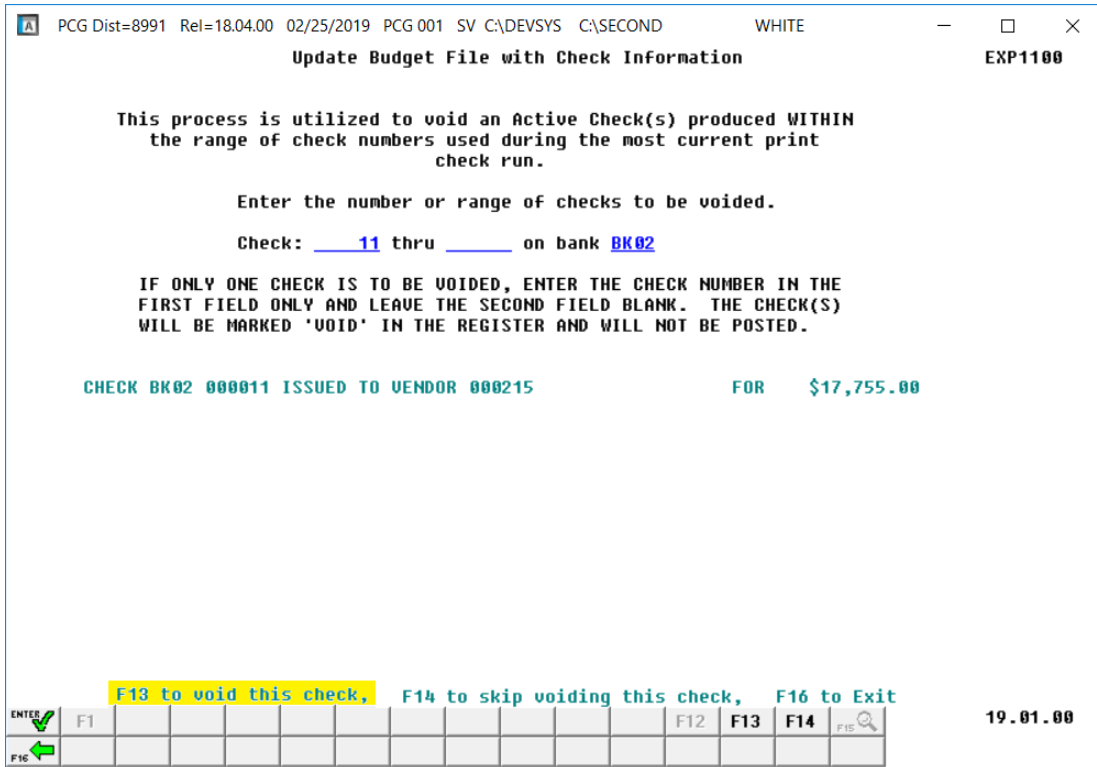 A PCG Dist=8991 Rel=18.04.00 02/25/2019 PCG 001 SV C:\DEVSYS C:\SECOND WHITE
Update Budget File with Check Information EXP1100
This process is utilized to void an Active Check(s) produced WITHIN
the range of check numbers used during the most current print
check run.
Enter the number or range of checks to be voided.
Check: 11 thru ______ on bank BK02
IF ONLY ONE CHECK IS TO BE VOIDED, ENTER THE CHECK NUMBER IN THE
FIRST FIELD ONLY AND LEAVE THE SECOND FIELD BLANK. THE CHECK(S)
WILL BE MARKED 'VOID' IN THE REGISTER AND WILL NOT BE POSTED.
CHECK BK02 000011 ISSUED TO VENDOR 000215 FOR $17,755.00
F13 to void this check, F14 to skip voiding this check, F16 to Exit
ENTER F1 F12 F13 F14 F15 19.01.00
F16